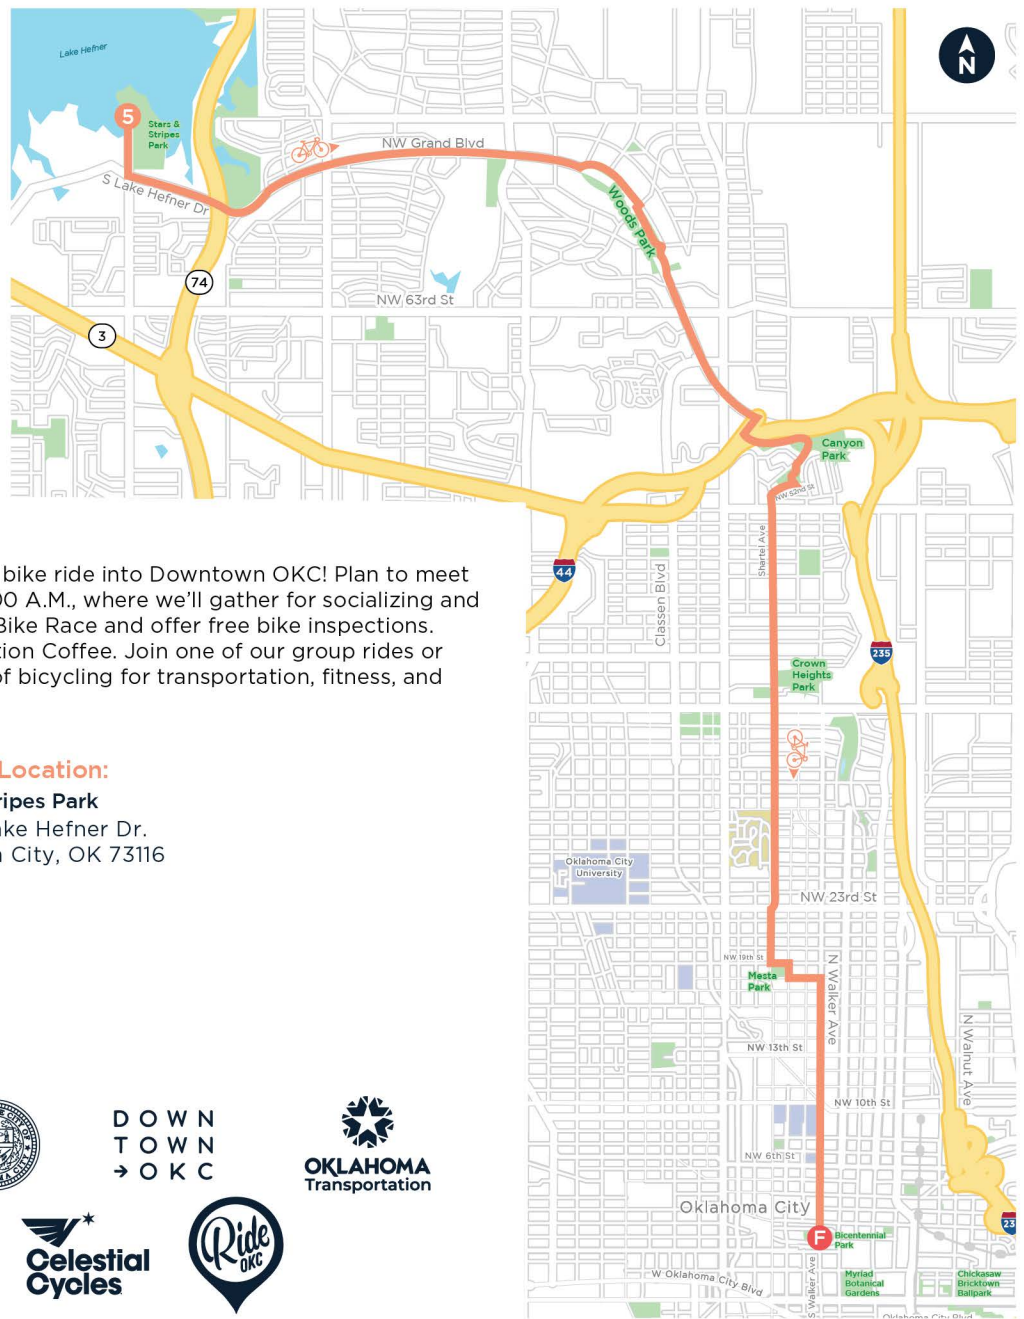 Lake Hefner
N
5
Stars &
Stripes
Park
NW Grand Blvd
S Lake Hefner Dr
Woods Park
74
NW 63rd St
3
Canyon
Park
NW 52nd St
44
Shartel Ave
Classen Blvd
235
Crown
Heights
Park
bike ride into Downtown OKC! Plan to meet
00 A.M., where we'll gather for socializing and
Bike Race and offer free bike inspections.
tion Coffee. Join one of our group rides or
of bicycling for transportation, fitness, and
Location:
ripes Park
ake Hefner Dr.
City, OK 73116
Oklahoma City
University
NW 23rd St
NW 19th St
Mesta
Park
N Walker Ave
NW 13th St
N Walnut Ave
NW 10th St
NW 6th St
Oklahoma City
F
Bicentennial
Park
W Oklahoma City Blvd
S Walker Ave
Myriad
Botanical
Gardens
Chickasaw
Bricktown
Ballpark
Oklahoma City Blvd
23
DOWN
TOWN
→OKC
OKLAHOMA
Transportation
Celestial
Cycles
Ride
OKC